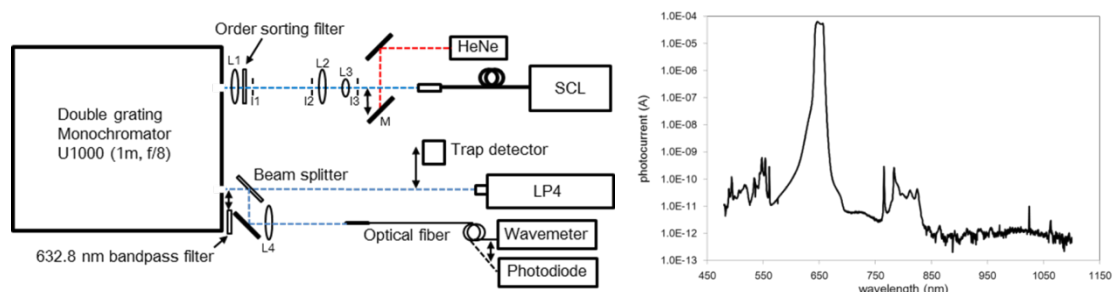 Order sorting filter
L1
L2
L3
I1
I2
I3
M
HeNe
SCL
Double grating
Monochromator
U1000 (1m, f/8)
Trap detector
Beam splitter
LP4
L4
Optical fiber
Wavemeter
Photodiode
632.8 nm bandpass filter
photocurrent (A)
1.0E-04
1.0E-05
1.0E-06
1.0E-07
1.0E-08
1.0E-09
1.0E-10
1.0E-11
1.0E-12
1.0E-13
450 550 650 750 850 950 1050 1150
wavelength (nm)